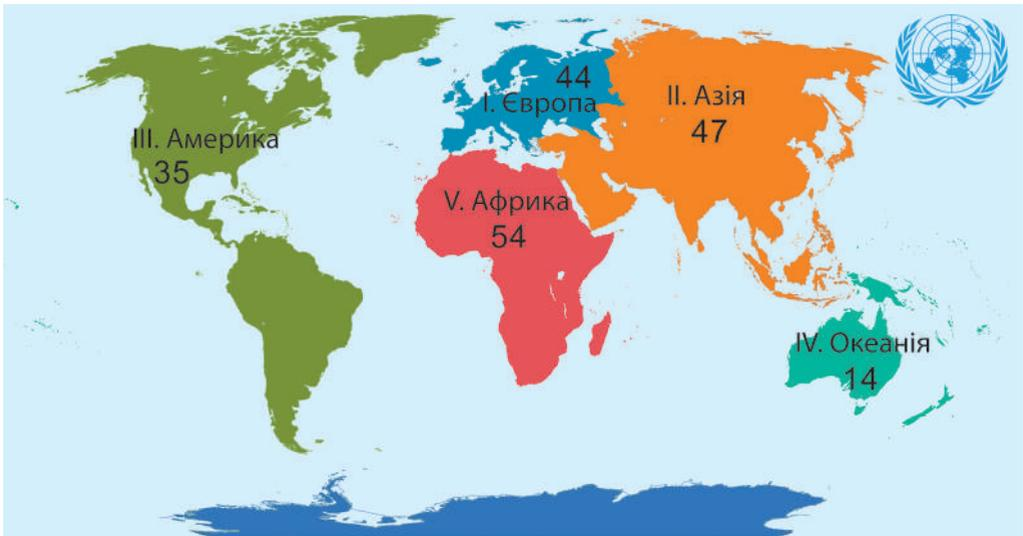 44
I. Європа
II. Азія
47
III. Америка
35
V. Африка
54
IV. Океанія
14